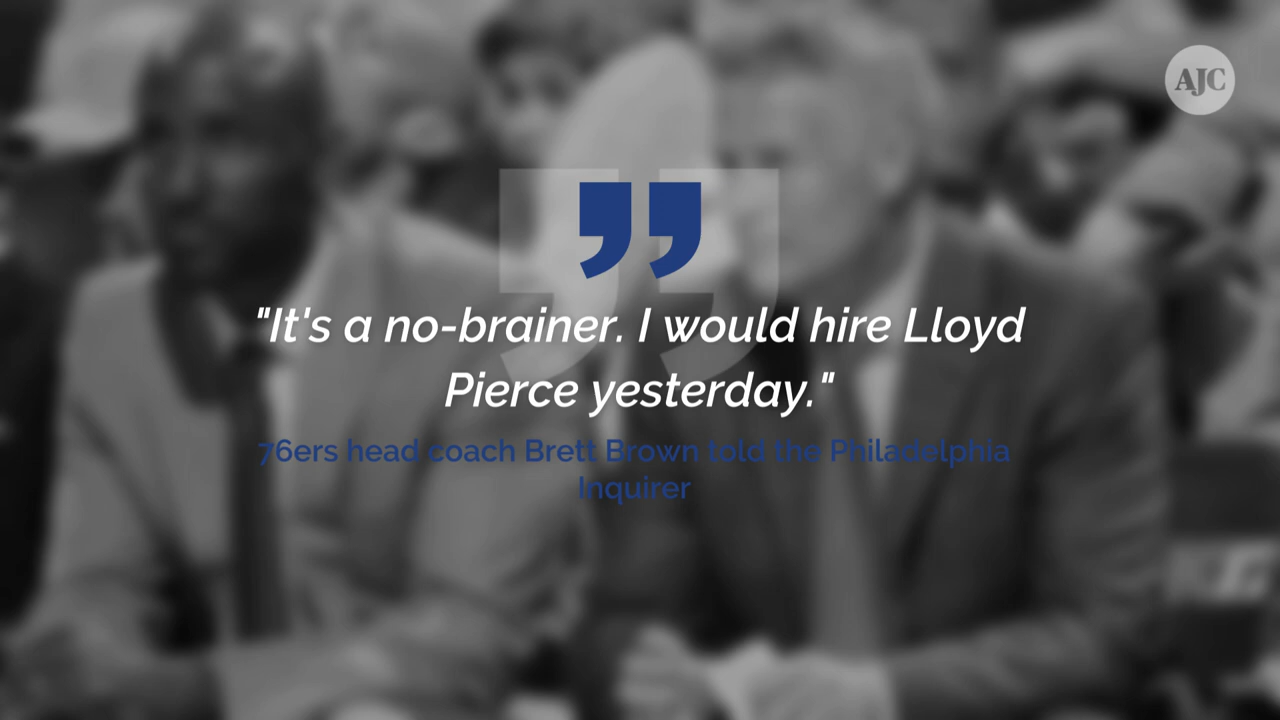 AJC
"It's a no-brainer. I would hire Lloyd
Pierce yesterday."
76ers head coach Brett Brown told the Philadelphia
Inquirer